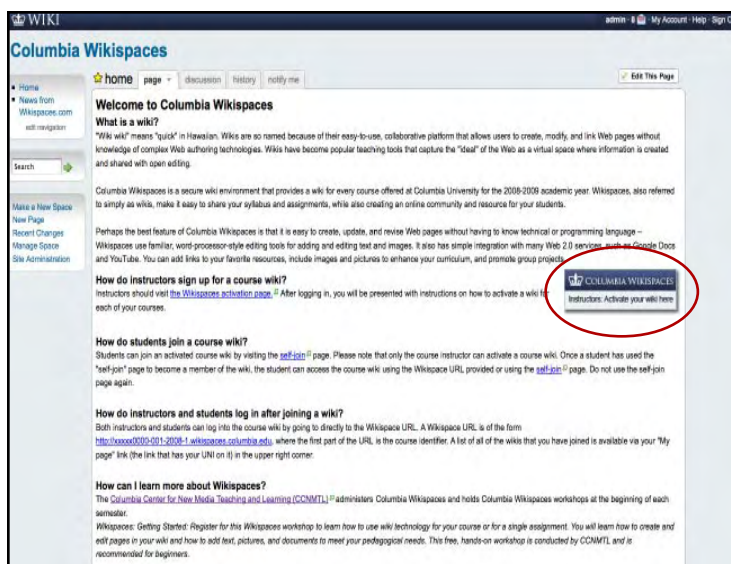 WIKI
admin · 8 · My Account · Help · Sign O
Columbia Wikispaces
home page discussion history notify me
Edit This Page
Home
News from
Wikispaces.com
edit navigation
Search
Make a New Space
New Page
Recent Changes
Manage Space
Site Administration
Welcome to Columbia Wikispaces
What is a wiki?
"Wiki wiki" means "quick" in Hawaiian. Wikis are so named because of their easy-to-use, collaborative platform that allows users to create, modify, and link Web pages without
knowledge of complex Web authoring technologies. Wikis have become popular teaching tools that capture the "ideal" of the Web as a virtual space where information is created
and shared with open editing.
Columbia Wikispaces is a secure wiki environment that provides a wiki for every course offered at Columbia University for the 2008-2009 academic year. Wikispaces, also referred
to simply as wikis, make it easy to share your syllabus and assignments, while also creating an online community and resource for your students.
Perhaps the best feature of Columbia Wikispaces is that it is easy to create, update, and revise Web pages without having to know technical or programming language –
Wikispaces use familiar, word-processor-style editing tools for adding and editing text and images. It also has simple integration with many Web 2.0 services, such as Google Docs
and YouTube. You can add links to your favorite resources, include images and pictures to enhance your curriculum, and promote group projects.
How do instructors sign up for a course wiki?
Instructors should visit the Wikispaces activation page. After logging in, you will be presented with instructions on how to activate a wiki for
each of your courses.
COLUMBIA WIKISPACES
Instructors: Activate your wiki here
How do students join a course wiki?
Students can join an activated course wiki by visiting the self-join page. Please note that only the course instructor can activate a course wiki. Once a student has used the
"self-join" page to become a member of the wiki, the student can access the course wiki using the Wikispace URL provided or using the self-join page. Do not use the self-join
page again.
How do instructors and students log in after joining a wiki?
Both instructors and students can log into the course wiki by going to directly to the Wikispace URL. A Wikispace URL is of the form
http://xxxxx0000-001-2008-1.wikispaces.columbia.edu, where the first part of the URL is the course identifier. A list of all of the wikis that you have joined is available via your "My
page" link (the link that has your UNI on it) in the upper right corner.
How can I learn more about Wikispaces?
The Columbia Center for New Media Teaching and Learning (CCNMTL) administers Columbia Wikispaces and holds Columbia Wikispaces workshops at the beginning of each
semester.
Wikispaces: Getting Started: Register for this Wikispaces workshop to learn how to use wiki technology for your course or for a single assignment. You will learn how to create and
edit pages in your wiki and how to add text, pictures, and documents to meet your pedagogical needs. This free, hands-on workshop is conducted by CCNMTL and is
recommended for beginners.